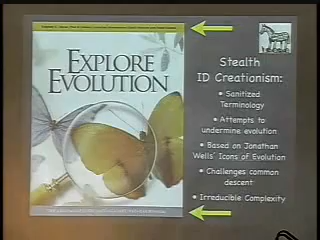 EXPLORE
EVOLUTION
Stealth
ID Creationism:
• Sanitized
Terminology
• Attempts to
undermine evolution
• Based on Jonathan
Wells' Icons of Evolution
• Challenges common
descent
• Irreducible Complexity